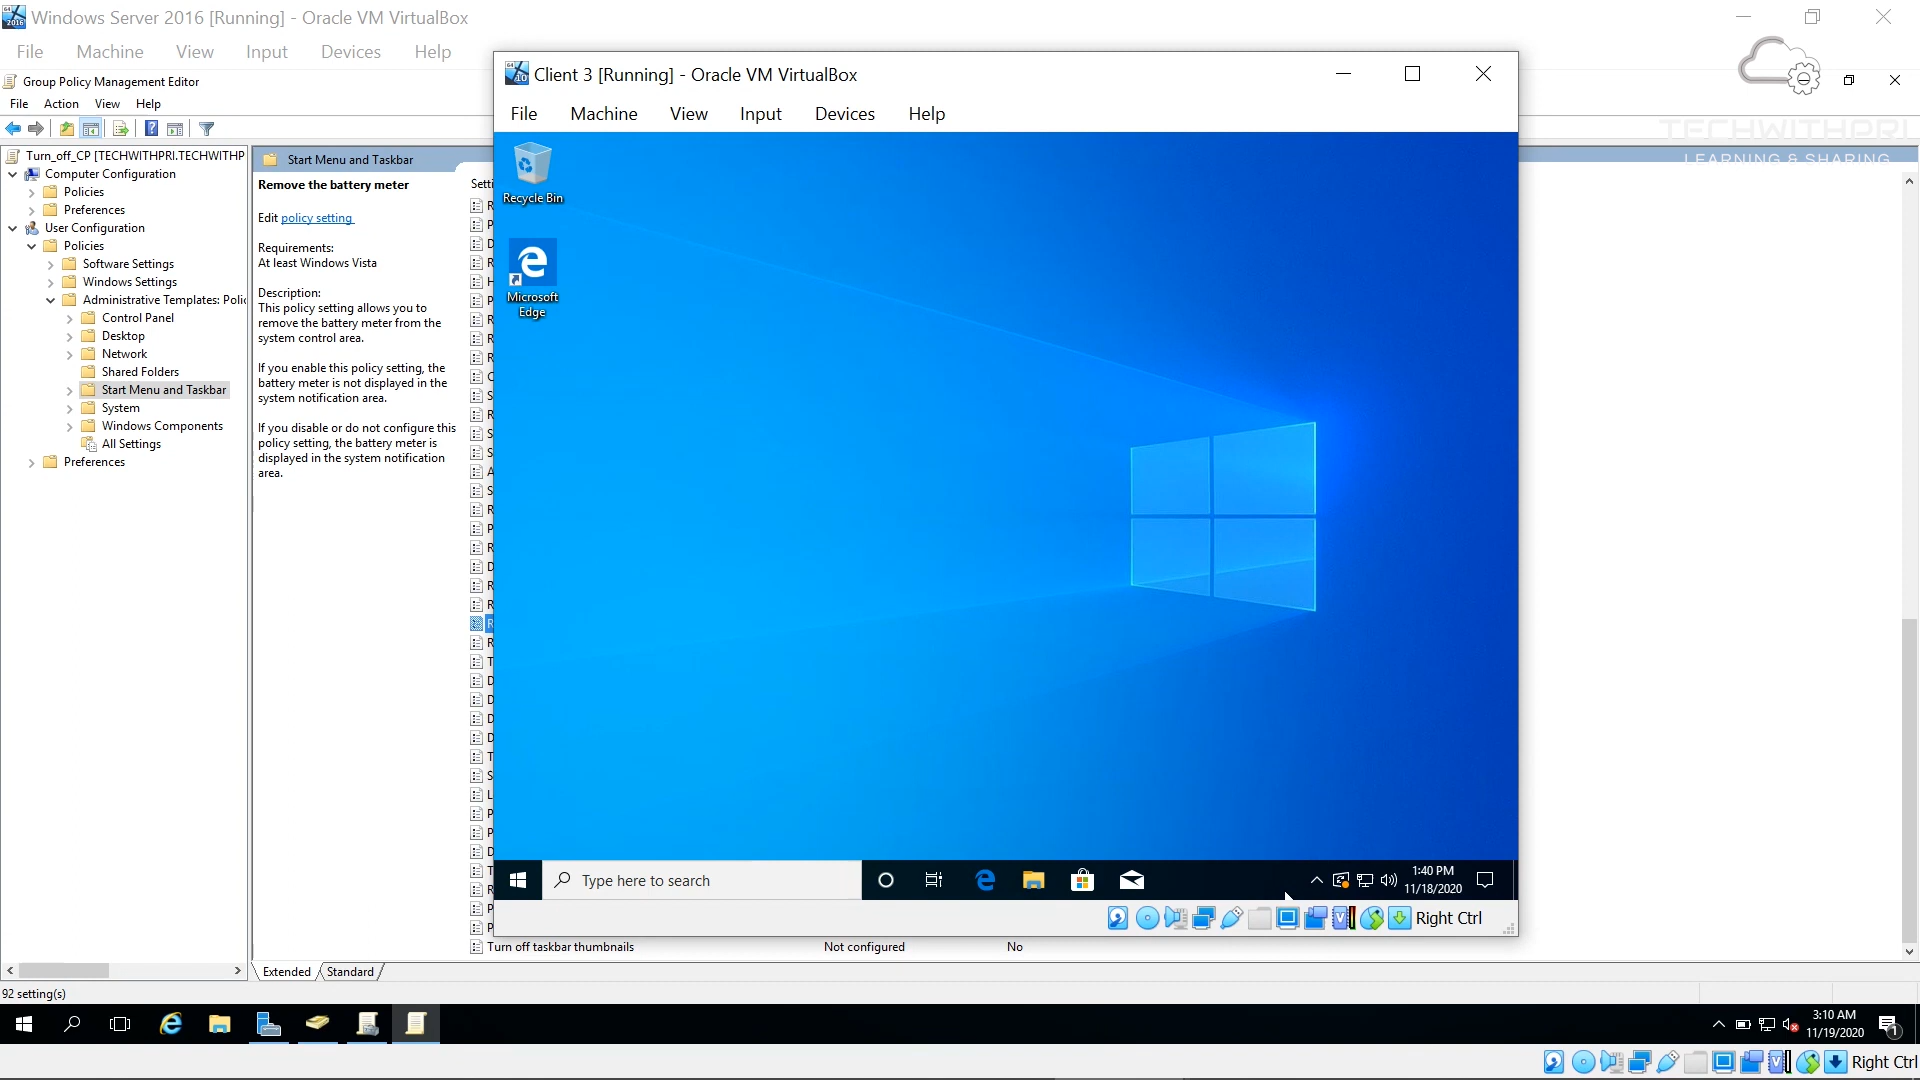 Windows Server 2016 [Running] - Oracle VM VirtualBox
File Machine View Input Devices Help
Group Policy Management Editor
File Action View Help
TECHWITHPRI
LEARNING & SHARING
Turn_off_CP [TECHWITHPRI.TECHWITHP
Computer Configuration
Policies
Preferences
User Configuration
Policies
Software Settings
Windows Settings
Administrative Templates: Polic
Control Panel
Desktop
Network
Shared Folders
Start Menu and Taskbar
System
Windows Components
All Settings
Preferences
Start Menu and Taskbar
Remove the battery meter
Edit policy setting
Requirements:
At least Windows Vista
Description:
This policy setting allows you to
remove the battery meter from the
system control area.
If you enable this policy setting, the
battery meter is not displayed in the
system notification area.
If you disable or do not configure this
policy setting, the battery meter is
displayed in the system notification
area.
Setti
Turn off taskbar thumbnails Not configured No
Extended Standard
92 setting(s)
Client 3 [Running] - Oracle VM VirtualBox
File Machine View Input Devices Help
Recycle Bin
Microsoft
Edge
Type here to search
1:40 PM
11/18/2020
Right Ctrl
3:10 AM
11/19/2020
1
Right Ctrl